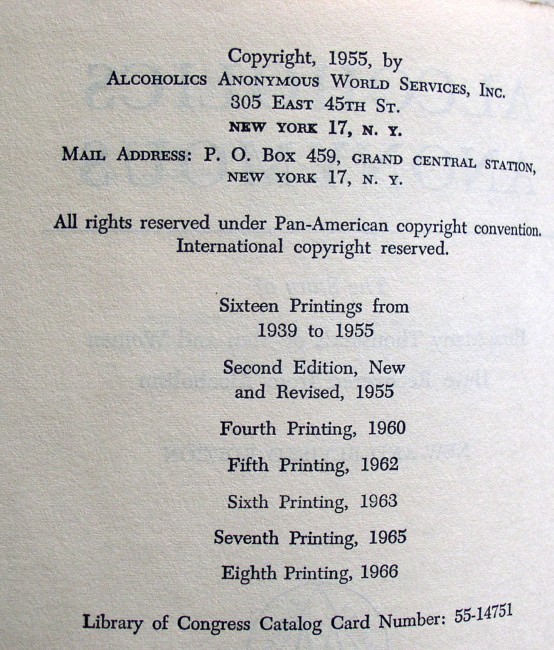 Copyright, 1955, by
Alcoholics Anonymous World Services, Inc.
305 East 45th St.
NEW YORK 17, N. Y.
Mail Address: P. O. Box 459, GRAND CENTRAL STATION,
NEW YORK 17, N. Y.
All rights reserved under Pan-American copyright convention.
International copyright reserved.
Sixteen Printings from
1939 to 1955
Second Edition, New
and Revised, 1955
Fourth Printing, 1960
Fifth Printing, 1962
Sixth Printing, 1963
Seventh Printing, 1965
Eighth Printing, 1966
Library of Congress Catalog Card Number: 55-14751